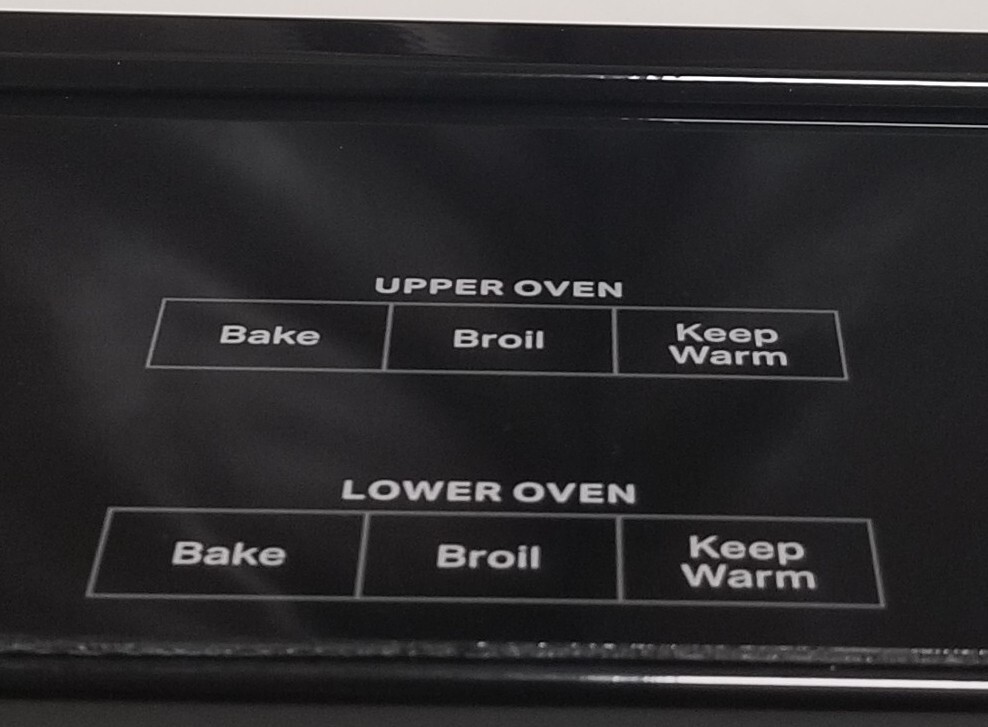 UPPER OVEN
Bake Broil Keep Warm
LOWER OVEN
Bake Broil Keep Warm